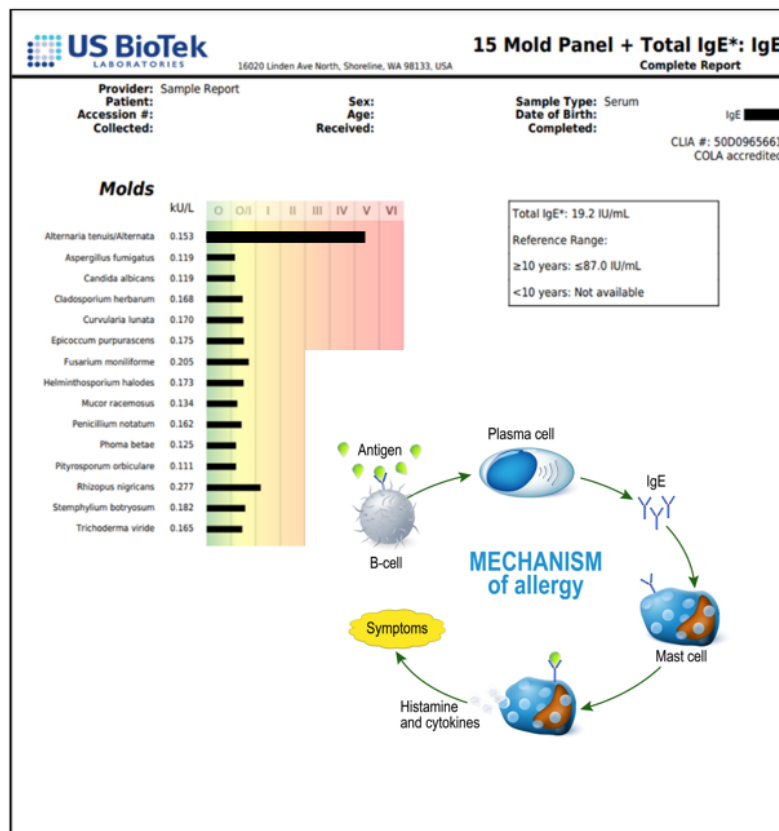 US BioTek
LABORATORIES
16020 Linden Ave North, Shoreline, WA 98133, USA
15 Mold Panel + Total IgE*: IgE
Complete Report
Provider: Sample Report
Patient:
Accession #:
Collected:
Sex:
Age:
Received:
Sample Type: Serum
Date of Birth:
Completed:
IgE
CLIA #: 50D0965661
COLA accredited
Molds
kU/L O O/I I II III IV V VI
Alternaria tenuis/Alternata 0.153
Aspergillus fumigatus 0.119
Candida albicans 0.119
Cladosporium herbarum 0.168
Curvularia lunata 0.170
Epicoccum purpurascens 0.175
Fusarium moniliforme 0.205
Helminthosporium halodes 0.173
Mucor racemosus 0.134
Penicillium notatum 0.162
Phoma betae 0.125
Pityrosporum orbiculare 0.111
Rhizopus nigricans 0.277
Stemphylium botryosum 0.182
Trichoderma viride 0.165
Total IgE*: 19.2 IU/mL
Reference Range:
≥10 years: ≤87.0 IU/mL
<10 years: Not available
Antigen
B-cell
Plasma cell
IgE
MECHANISM
of allergy
Mast cell
Histamine
and cytokines
Symptoms